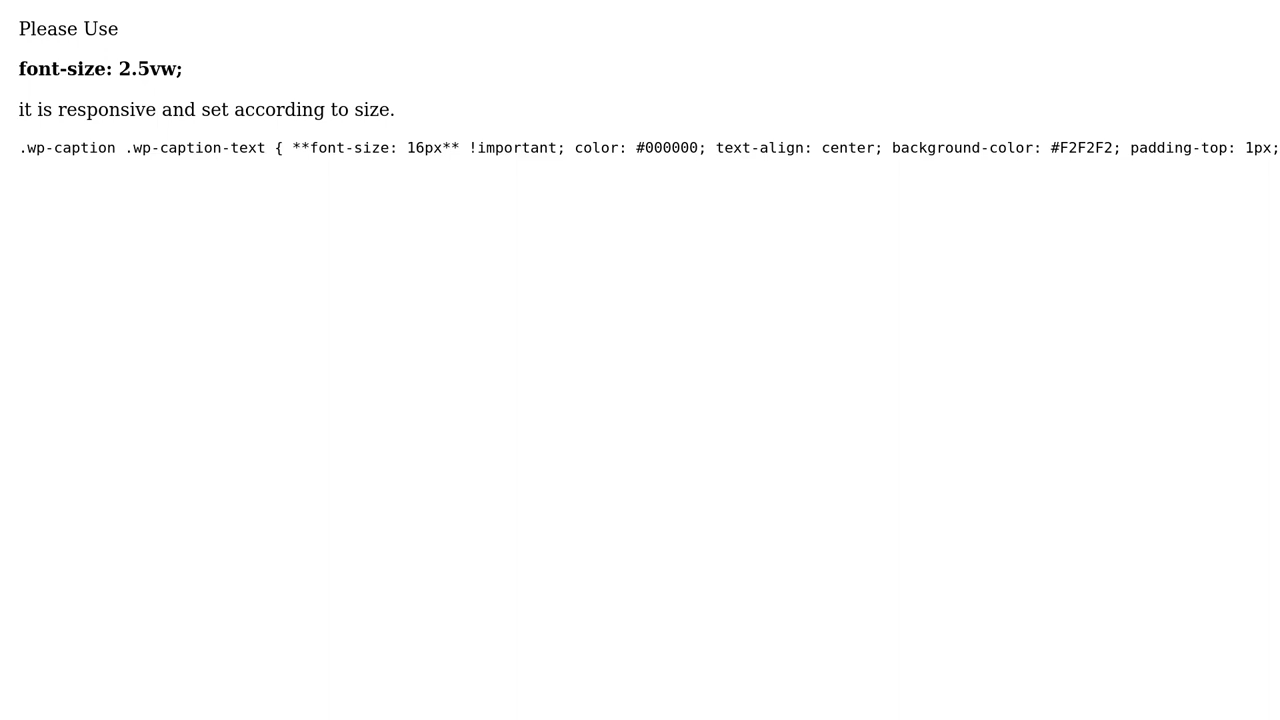 Please Use
font-size: 2.5vw;
it is responsive and set according to size.
.wp-caption .wp-caption-text { **font-size: 16px** !important; color: #000000; text-align: center; background-color: #F2F2F2; padding-top: 1px;